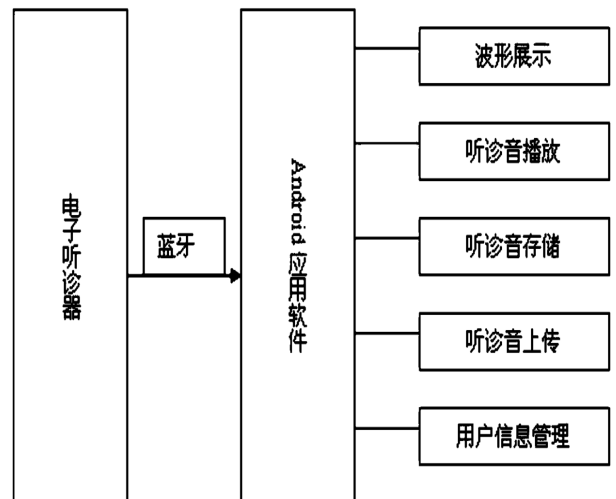 电子听诊器
蓝牙
Android 应用软件
波形展示
听诊音播放
听诊音存储
听诊音上传
用户信息管理